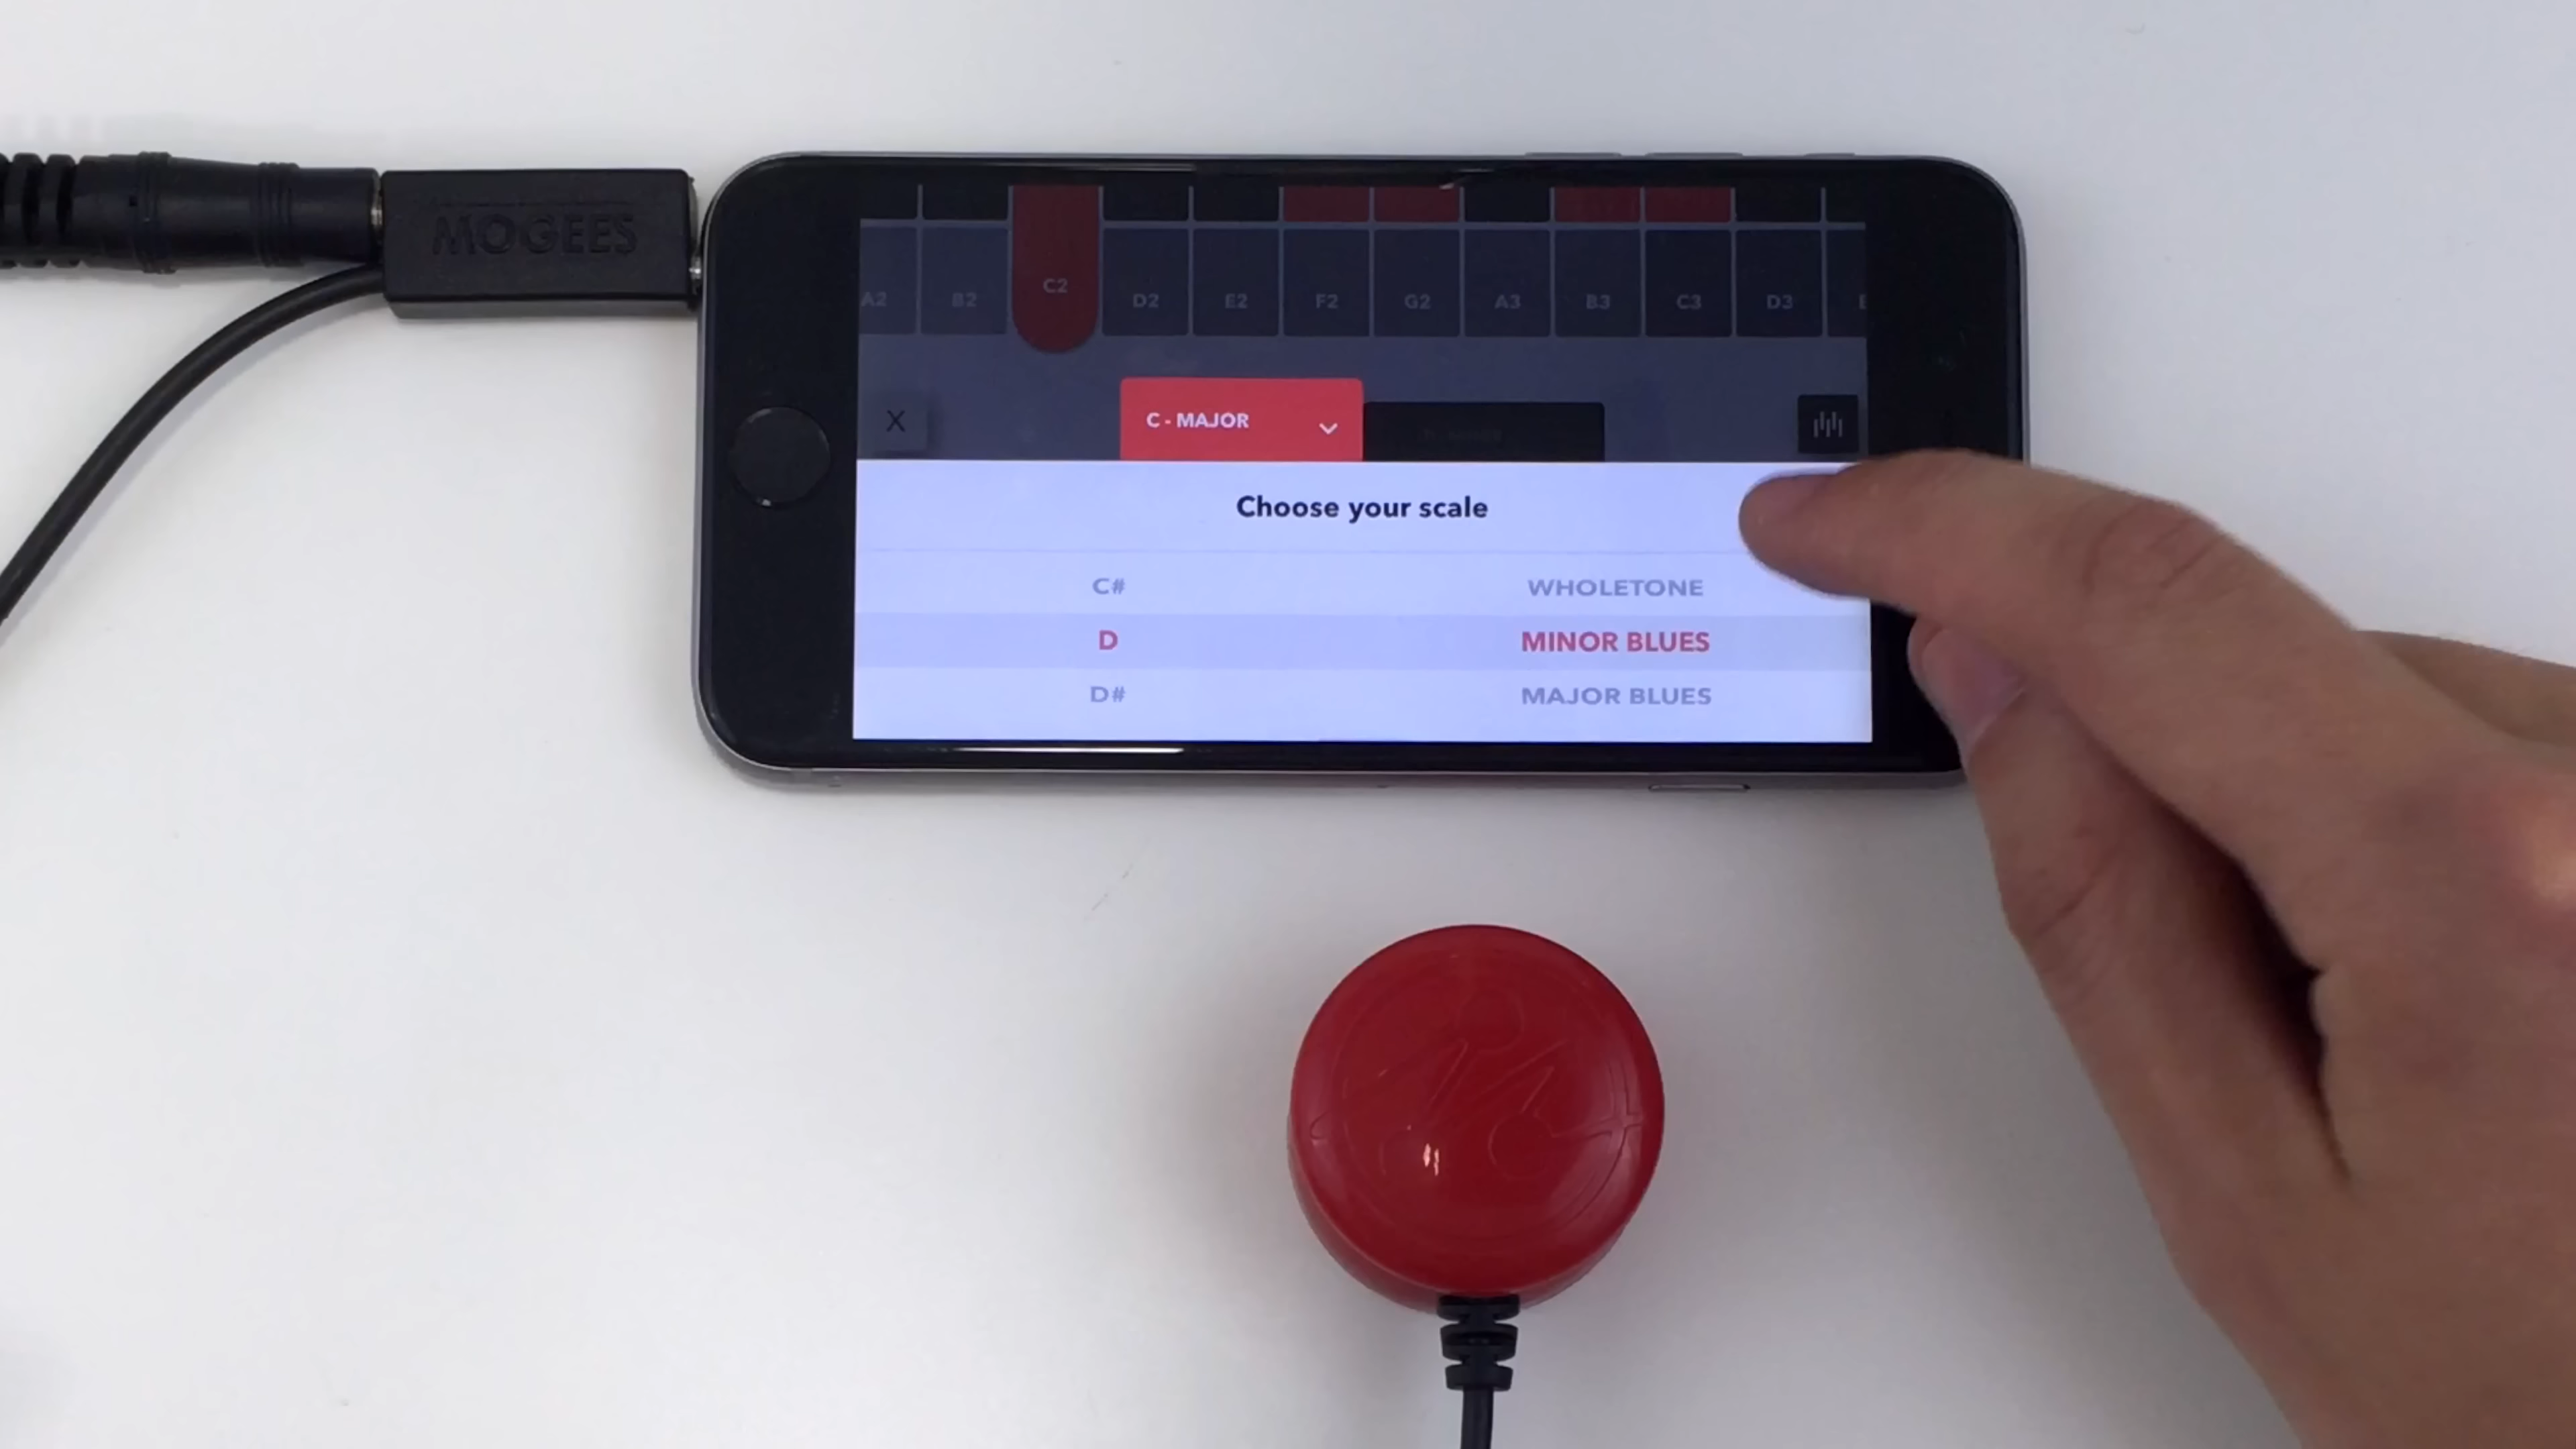 MOGEES
A2 B2 C2 D2 E2 F2 G2 A3 B3 C3 D3
X
C - MAJOR
Choose your scale
C# WHOLETONE
D MINOR BLUES
D# MAJOR BLUES